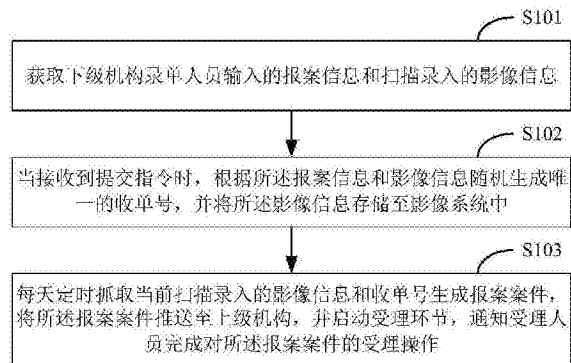 S101
获取下级机构录单人员输入的报案信息和扫描录入的影像信息
S102
当接收到提交指令时，根据所述报案信息和影像信息随机生成唯
一的收单号，并将所述影像信息存储至影像系统中
S103
每天定时抓取当前扫描录入的影像信息和收单号生成报案案件，
将所述报案案件推送至上级机构，并启动受理环节，通知受理人
员完成对所述报案案件的受理操作